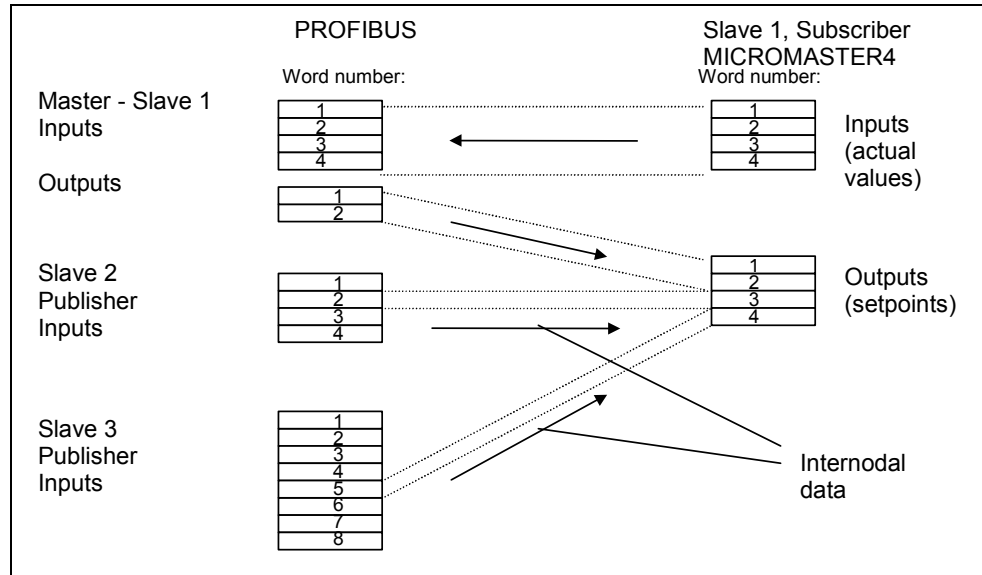 PROFIBUS
Slave 1, Subscriber
MICROMASTER4
Word number:
Word number:
Master - Slave 1
Inputs
1
2
3
4
1
2
3
4
Inputs
(actual
values)
Outputs
1
2
1
2
3
4
Outputs
(setpoints)
Slave 2
Publisher
Inputs
1
2
3
4
Slave 3
Publisher
Inputs
1
2
3
4
5
6
7
8
Internodal
data